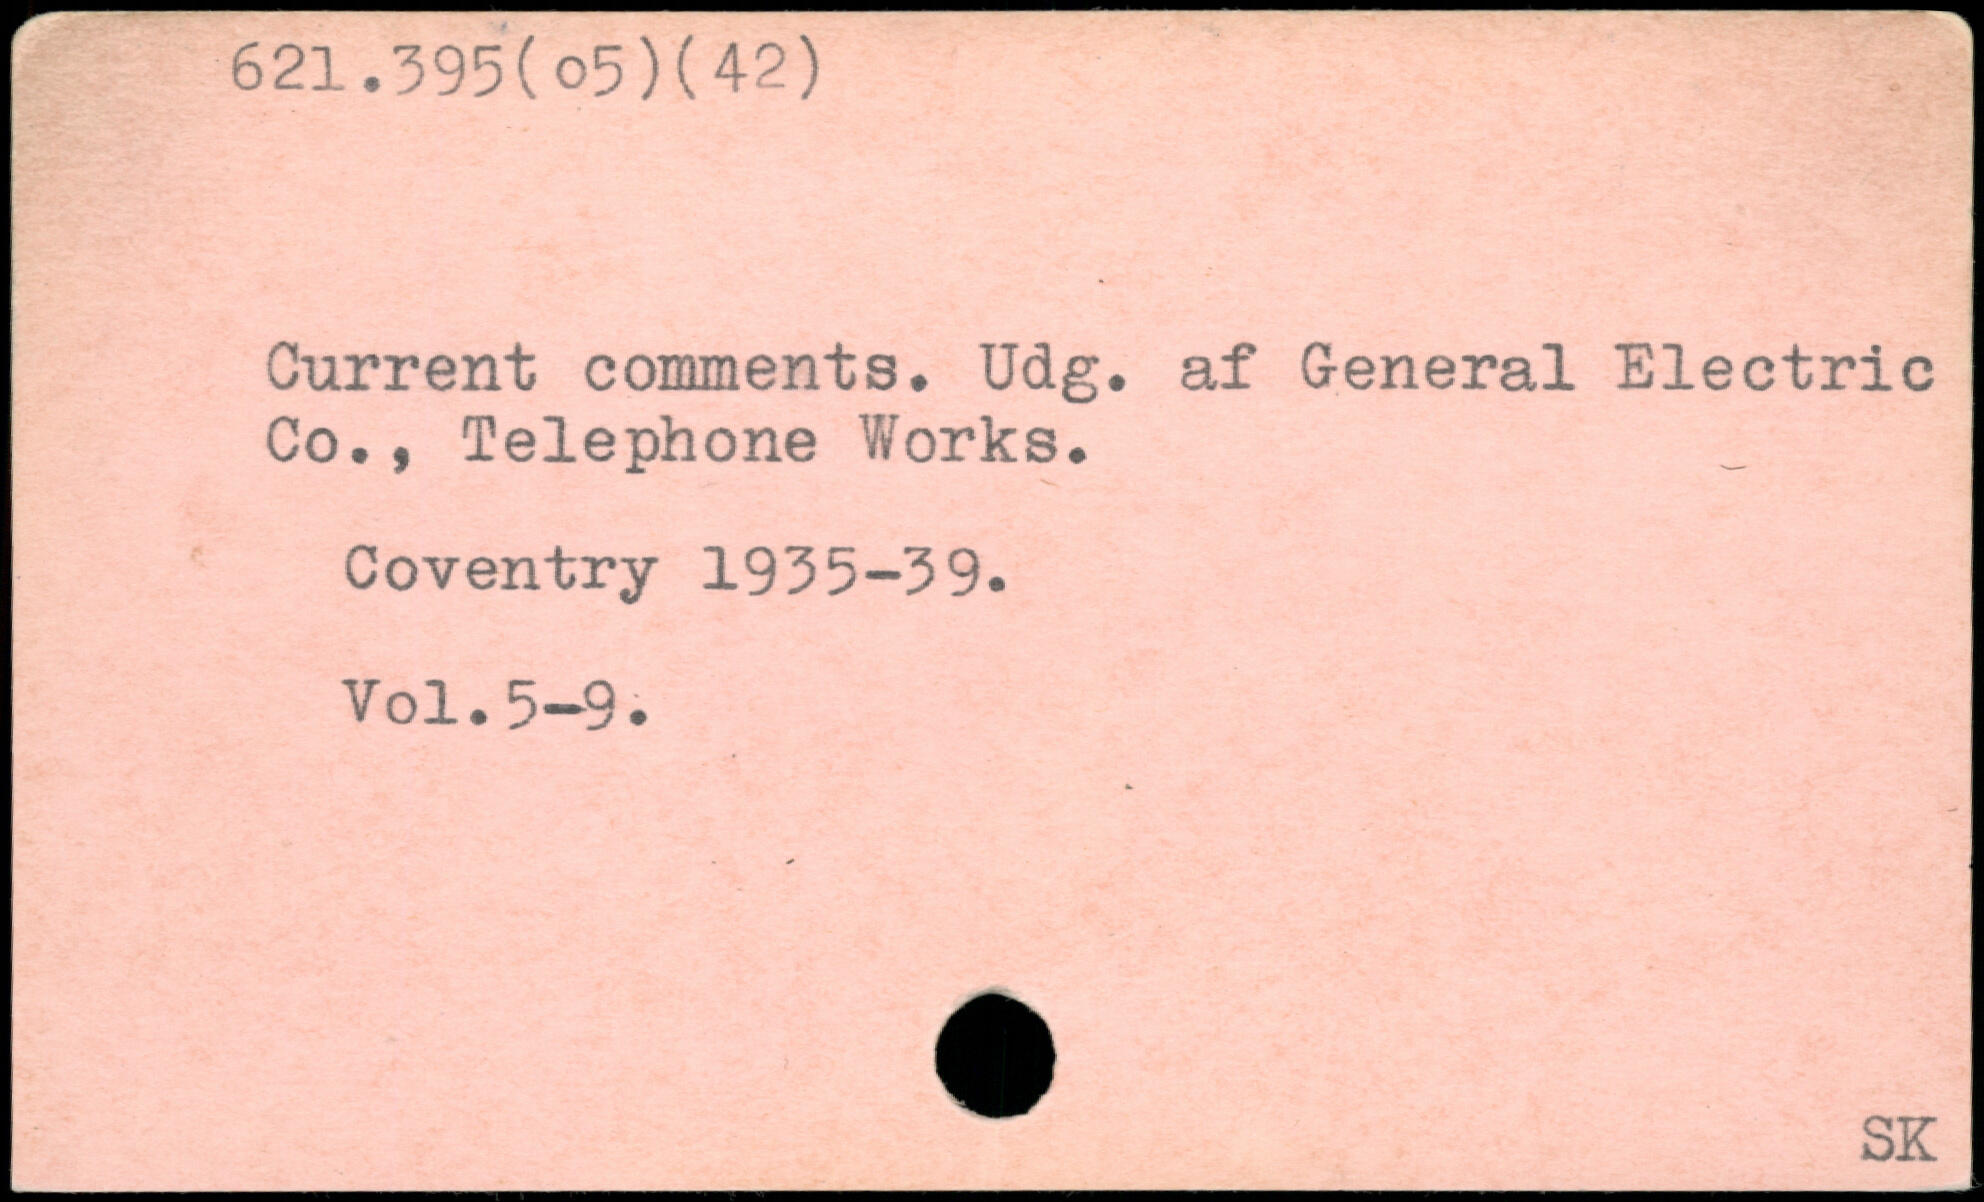 621.395(o5)(42)
Current comments. Udg. af General Electric
Co., Telephone Works.
Coventry 1935-39.
Vol.5-9.
SK